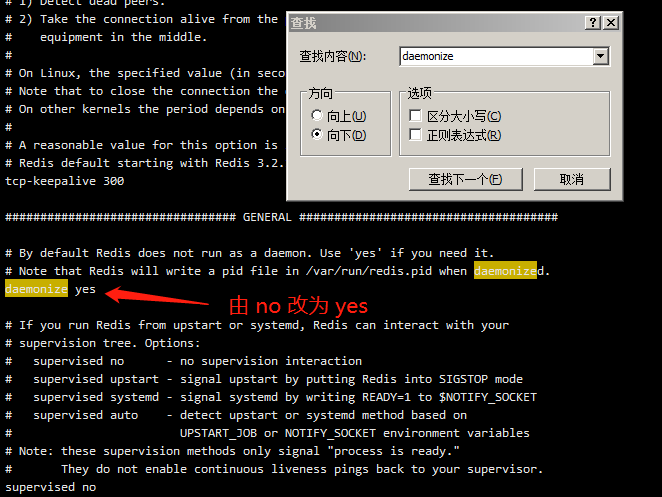 # 1) Detect dead peers.
# 2) Take the connection alive from the
#    equipment in the middle.
#
# On Linux, the specified value (in seco
# Note that to close the connection the
# On other kernels the period depends on
#
# A reasonable value for this option is
# Redis default starting with Redis 3.2.
tcp-keepalive 300
查找
查找内容(N):
daemonize
方向
向上(U)
向下(D)
选项
区分大小写(C)
正则表达式(R)
查找下一个(F)
取消
################################# GENERAL #####################################
# By default Redis does not run as a daemon. Use 'yes' if you need it.
# Note that Redis will write a pid file in /var/run/redis.pid when daemonized.
daemonize yes
由 no 改为 yes
# If you run Redis from upstart or systemd, Redis can interact with your
# supervision tree. Options:
#   supervised no      - no supervision interaction
#   supervised upstart - signal upstart by putting Redis into SIGSTOP mode
#   supervised systemd - signal systemd by writing READY=1 to $NOTIFY_SOCKET
#   supervised auto    - detect upstart or systemd method based on
#                        UPSTART_JOB or NOTIFY_SOCKET environment variables
# Note: these supervision methods only signal "process is ready."
#       They do not enable continuous liveness pings back to your supervisor.
supervised no